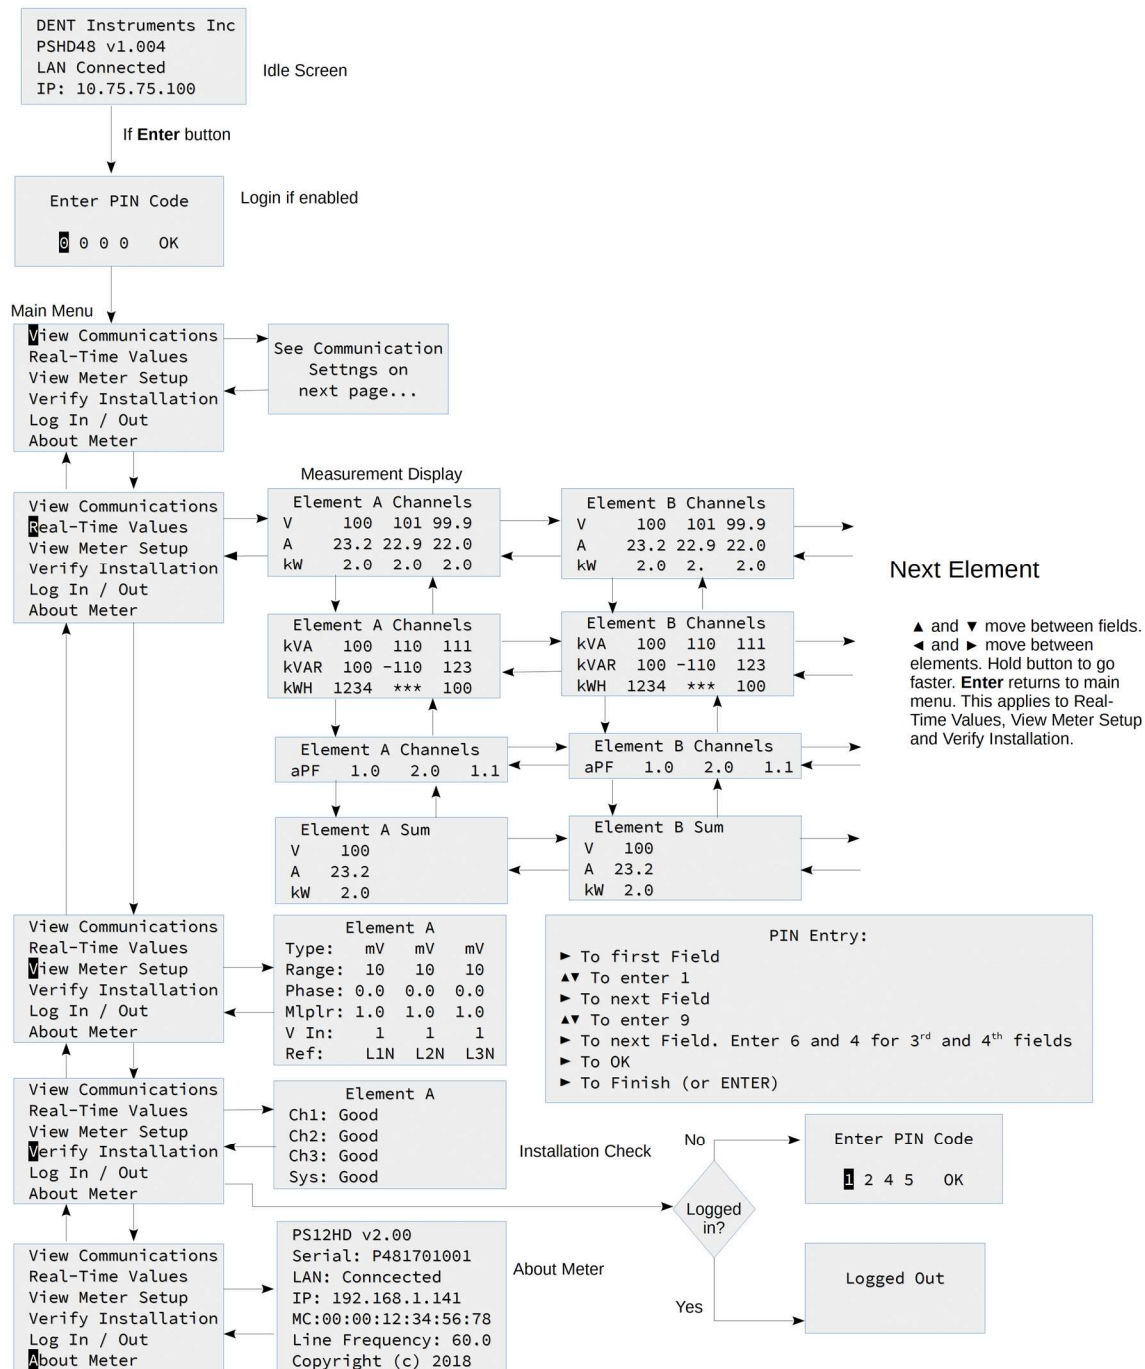 DENT Instruments Inc
PSHD48 v1.004
LAN Connected
IP: 10.75.75.100
Idle Screen
If Enter button
Enter PIN Code
0 0 0 0 OK
Login if enabled
Main Menu
View Communications
Real-Time Values
View Meter Setup
Verify Installation
Log In / Out
About Meter
See Communication
Settngs on
next page...
View Communications
Real-Time Values
View Meter Setup
Verify Installation
Log In / Out
About Meter
Measurement Display
Element A Channels
V 100 101 99.9
A 23.2 22.9 22.0
kW 2.0 2.0 2.0
Element B Channels
V 100 101 99.9
A 23.2 22.9 22.0
kW 2.0 2. 2.0
Next Element
▲ and ▼ move between fields.
◄ and ► move between
elements. Hold button to go
faster. Enter returns to main
menu. This applies to Real-
Time Values, View Meter Setup
and Verify Installation.
Element A Channels
kVA 100 110 111
kVAR 100 -110 123
kWH 1234 *** 100
Element B Channels
kVA 100 110 111
kVAR 100 -110 123
kWH 1234 *** 100
Element A Channels
aPF 1.0 2.0 1.1
Element B Channels
aPF 1.0 2.0 1.1
Element A Sum
V 100
A 23.2
kW 2.0
Element B Sum
V 100
A 23.2
kW 2.0
View Communications
Real-Time Values
View Meter Setup
Verify Installation
Log In / Out
About Meter
Element A
Type: mV mV mV
Range: 10 10 10
Phase: 0.0 0.0 0.0
Mlplr: 1.0 1.0 1.0
V In: 1 1 1
Ref: L1N L2N L3N
PIN Entry:
► To first Field
▲▼ To enter 1
► To next Field
▲▼ To enter 9
► To next Field. Enter 6 and 4 for 3rd and 4th fields
► To OK
► To Finish (or ENTER)
View Communications
Real-Time Values
View Meter Setup
Verify Installation
Log In / Out
About Meter
Element A
Ch1: Good
Ch2: Good
Ch3: Good
Sys: Good
Installation Check
No
Logged
in?
Yes
Enter PIN Code
1 2 4 5 OK
Logged Out
View Communications
Real-Time Values
View Meter Setup
Verify Installation
Log In / Out
About Meter
PS12HD v2.00
Serial: P481701001
LAN: Conncected
IP: 192.168.1.141
MC:00:00:12:34:56:78
Line Frequency: 60.0
Copyright (c) 2018
About Meter